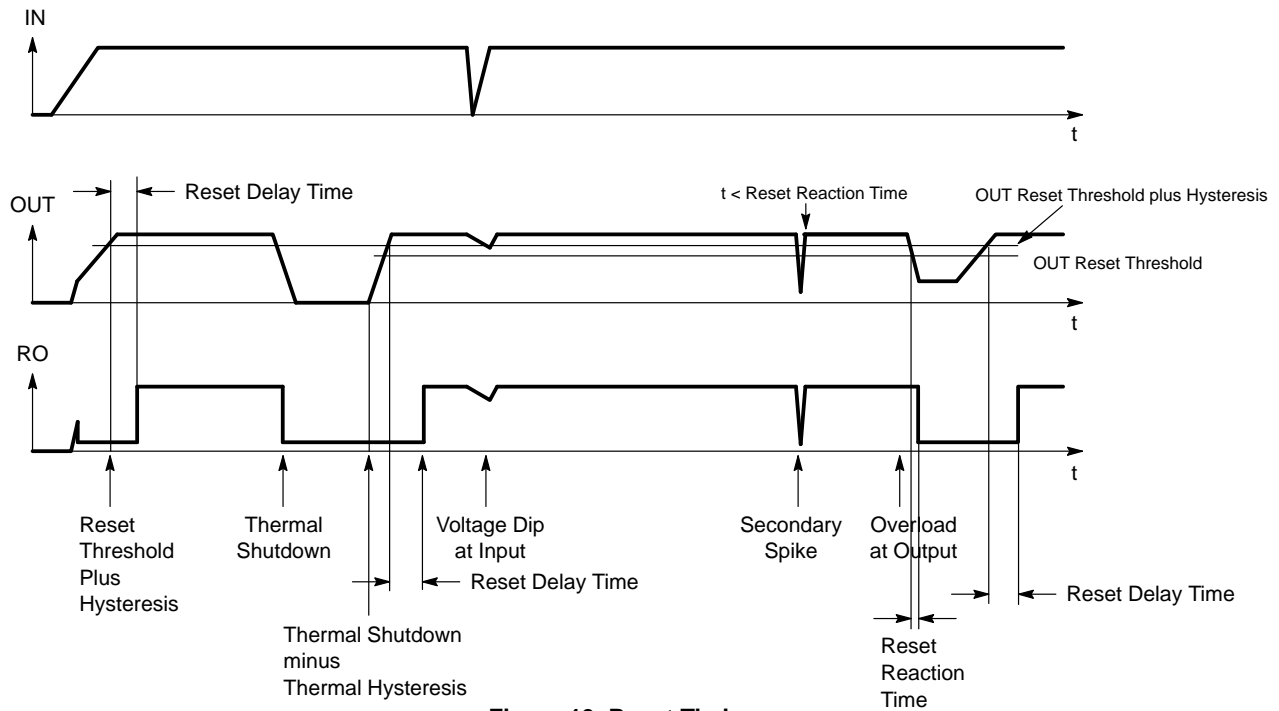 IN
t
Reset Delay Time
t < Reset Reaction Time
OUT Reset Threshold plus Hysteresis
OUT
OUT Reset Threshold
t
RO
t
Reset
Threshold
Plus
Hysteresis
Thermal
Shutdown
Voltage Dip
at Input
Secondary
Spike
Overload
at Output
Reset Delay Time
Reset Delay Time
Thermal Shutdown
minus
Thermal Hysteresis
Reset
Reaction
Time